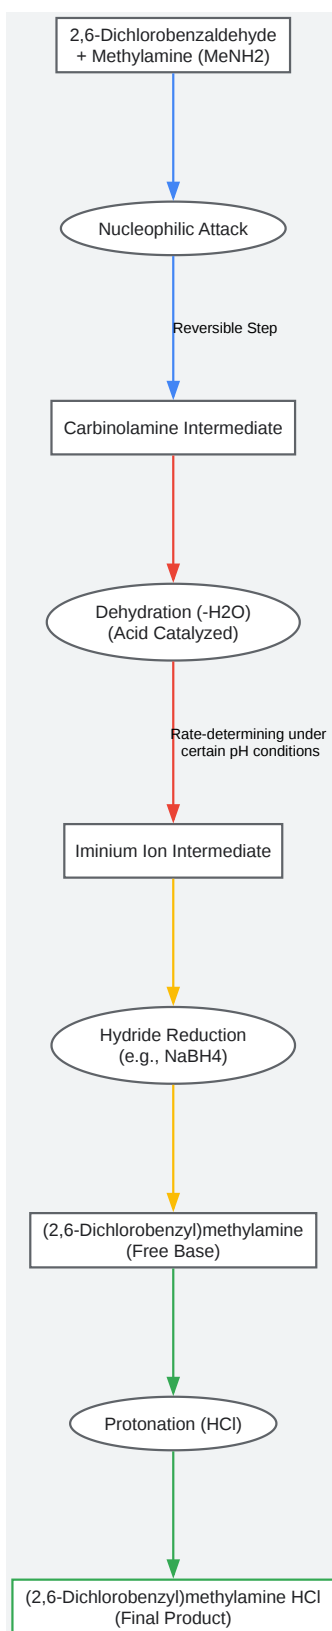 2,6-Dichlorobenzaldehyde
+ Methylamine (MeNH2)
Nucleophilic Attack
Reversible Step
Carbinolamine Intermediate
Dehydration (-H2O)
(Acid Catalyzed)
Rate-determining under
certain pH conditions
Iminium Ion Intermediate
Hydride Reduction
(e.g., NaBH4)
(2,6-Dichlorobenzyl)methylamine
(Free Base)
Protonation (HCl)
(2,6-Dichlorobenzyl)methylamine HCl
(Final Product)